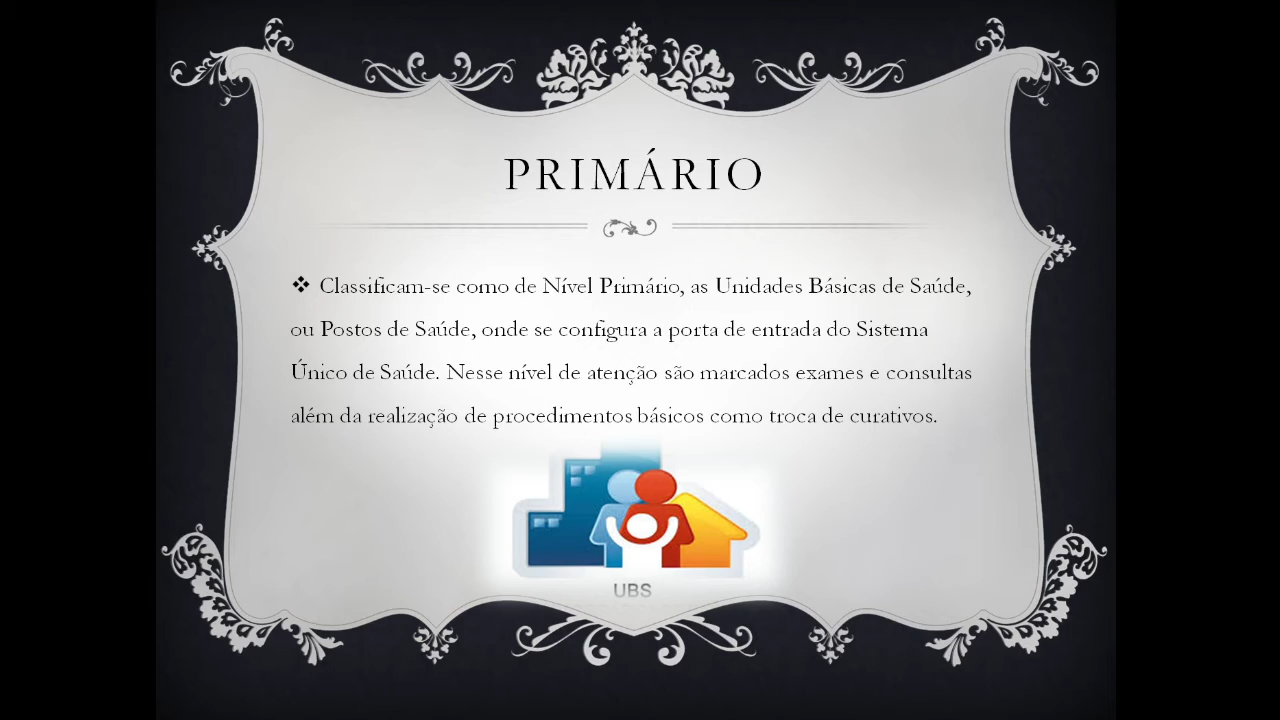 PRIMÁRIO
❖ Classificam-se como de Nível Primário, as Unidades Básicas de Saúde,
ou Postos de Saúde, onde se configura a porta de entrada do Sistema
Único de Saúde. Nesse nível de atenção são marcados exames e consultas
além da realização de procedimentos básicos como troca de curativos.
UBS